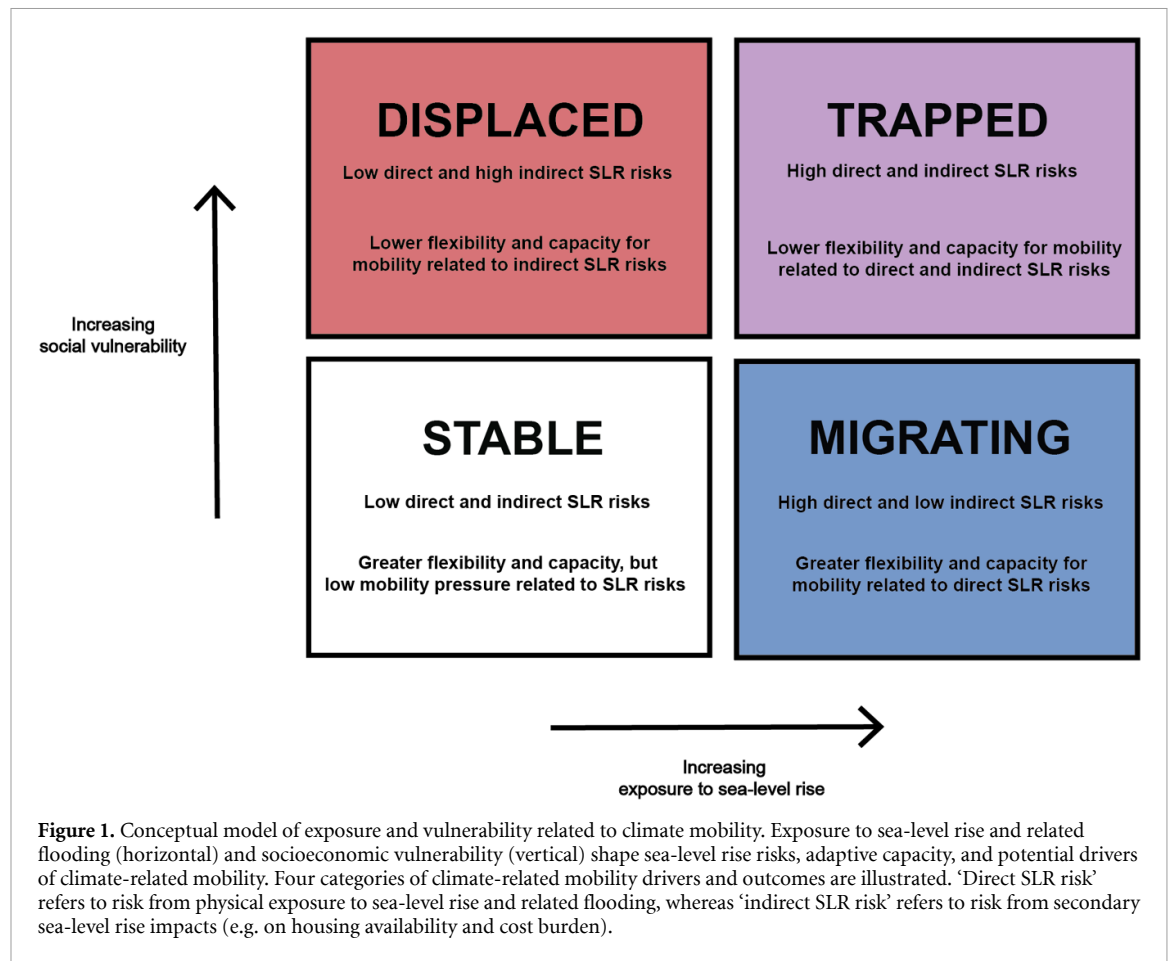 DISPLACED
Low direct and high indirect SLR risks
Lower flexibility and capacity for
mobility related to indirect SLR risks
TRAPPED
High direct and indirect SLR risks
Lower flexibility and capacity for mobility
related to direct and indirect SLR risks
Increasing
social vulnerability
STABLE
Low direct and indirect SLR risks
Greater flexibility and capacity, but
low mobility pressure related to SLR risks
MIGRATING
High direct and low indirect SLR risks
Greater flexibility and capacity for
mobility related to direct SLR risks
Increasing
exposure to sea-level rise
Figure 1. Conceptual model of exposure and vulnerability related to climate mobility. Exposure to sea-level rise and related
flooding (horizontal) and socioeconomic vulnerability (vertical) shape sea-level rise risks, adaptive capacity, and potential drivers
of climate-related mobility. Four categories of climate-related mobility drivers and outcomes are illustrated. ‘Direct SLR risk’
refers to risk from physical exposure to sea-level rise and related flooding, whereas ‘indirect SLR risk’ refers to risk from secondary
sea-level rise impacts (e.g. on housing availability and cost burden).